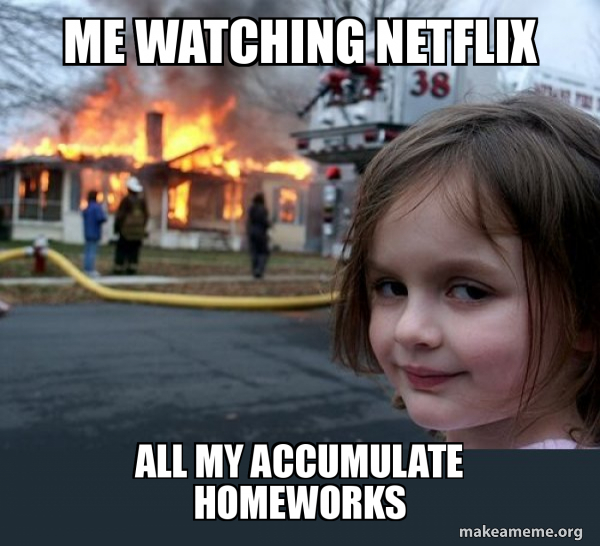 ME WATCHING NETFLIX
38
ALL MY ACCUMULATE
HOMEWORKS
makeameme.org